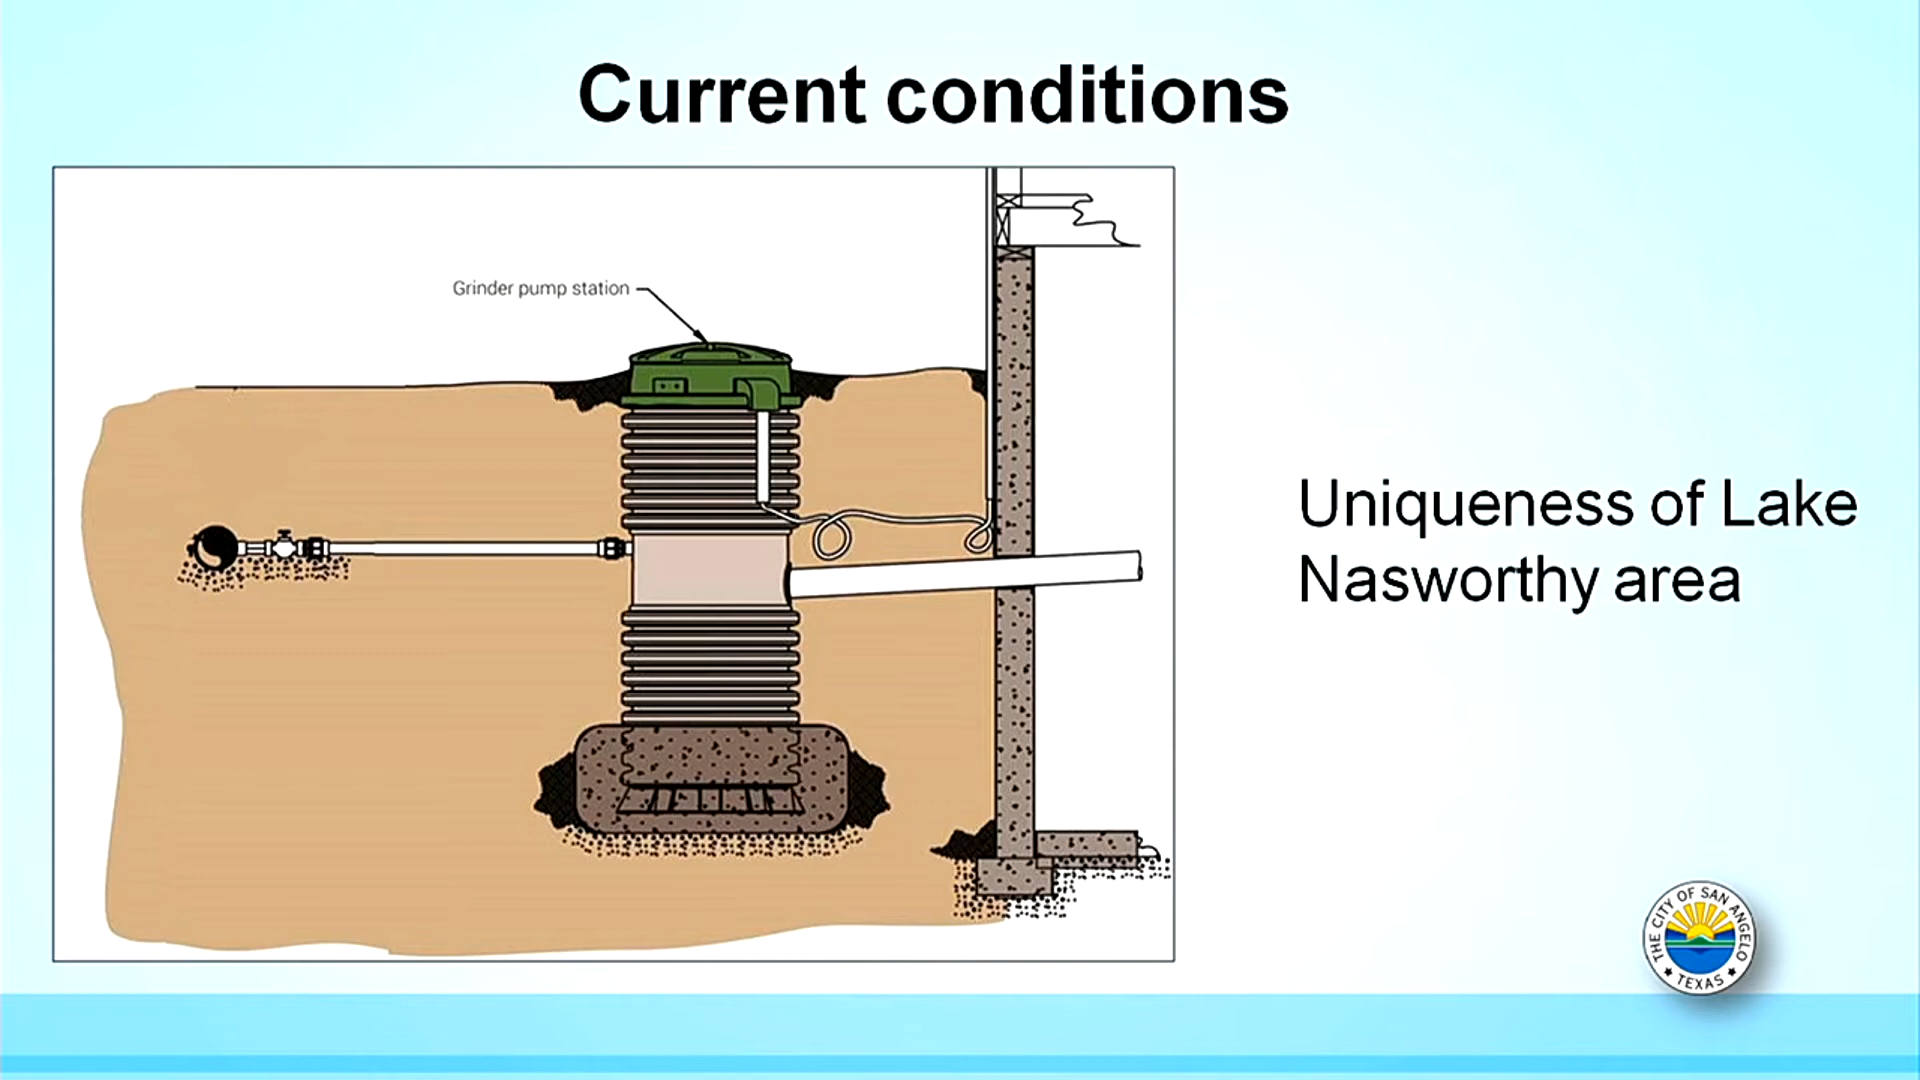 Current conditions
Grinder pump station
Uniqueness of Lake
Nasworthy area
THE CITY OF SAN ANGELO
★ TEXAS ★